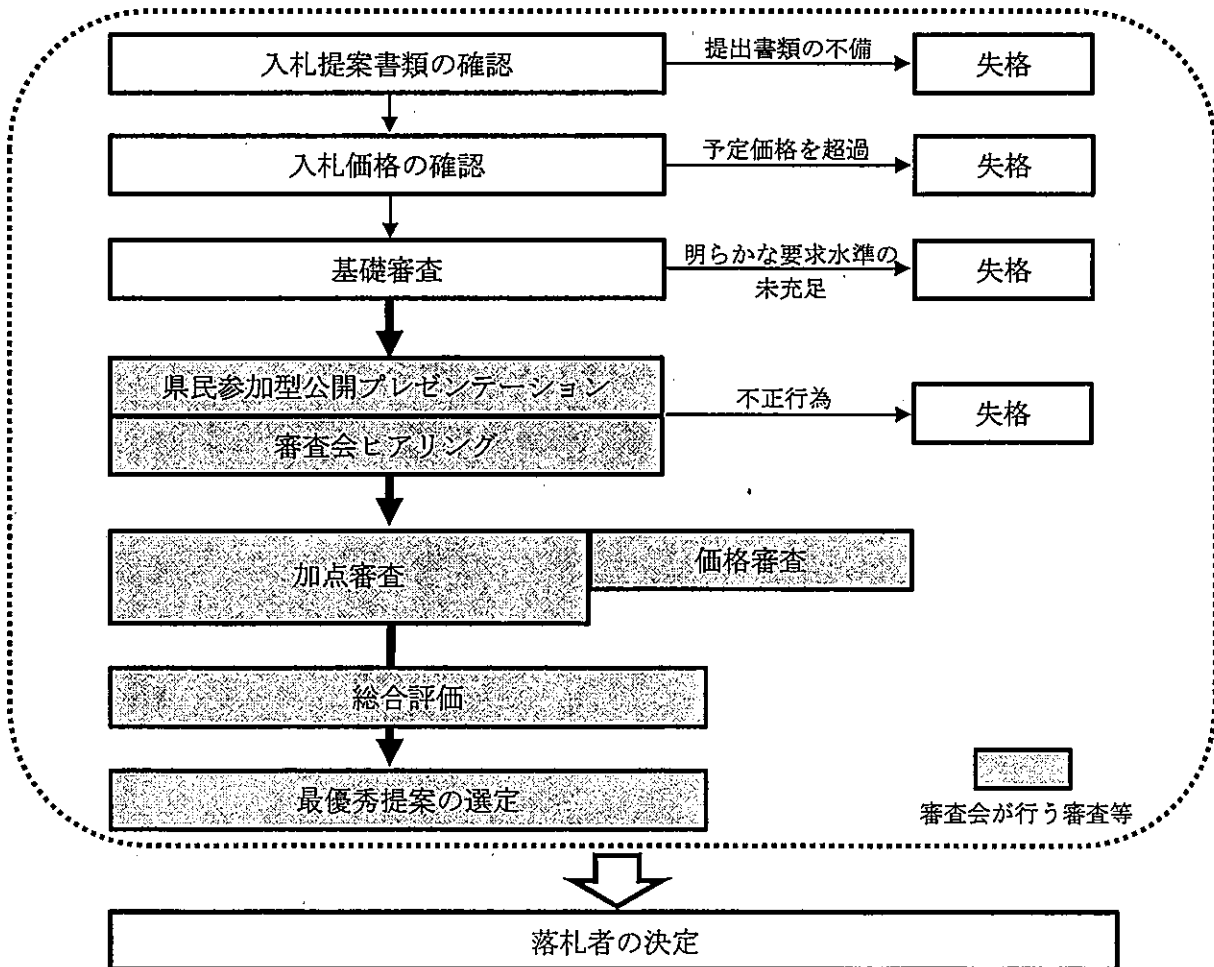 入札提案書類の確認
提出書類の不備
失格
入札価格の確認
予定価格を超過
失格
基礎審査
明らかな要求水準の
未充足
失格
県民参加型公開プレゼンテーション
審査会ヒアリング
不正行為
失格
加点審査
価格審査
総合評価
最優秀提案の選定
審査会が行う審査等
落札者の決定